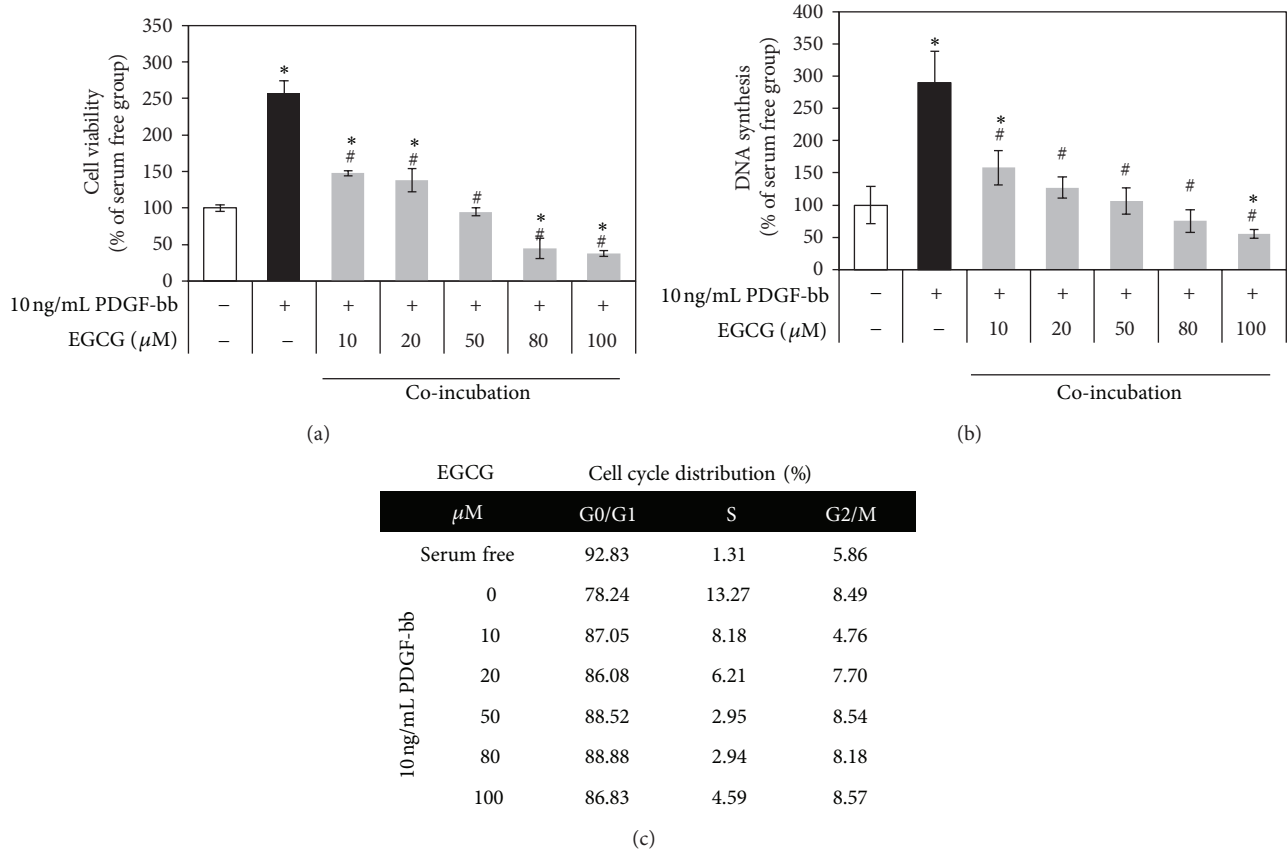 Cell viability
(% of serum free group)
350
300
250
200
150
100
50
0
*
*
#
*
#
#
*
#
*
#
10 ng/mL PDGF-bb − + + + + + +
EGCG (μM) − − 10 20 50 80 100
Co-incubation
(a)
DNA synthesis
(% of serum free group)
400
350
300
250
200
150
100
50
0
*
*
#
#
#
#
*
#
10 ng/mL PDGF-bb − + + + + + +
EGCG (μM) − − 10 20 50 80 100
Co-incubation
(b)
EGCG Cell cycle distribution (%)
μM G0/G1 S G2/M
Serum free 92.83 1.31 5.86
10 ng/mL PDGF-bb
0 78.24 13.27 8.49
10 87.05 8.18 4.76
20 86.08 6.21 7.70
50 88.52 2.95 8.54
80 88.88 2.94 8.18
100 86.83 4.59 8.57
(c)